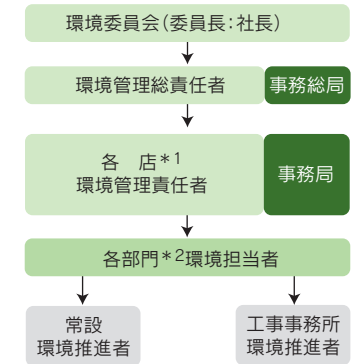 環境委員会(委員長:社長)
環境管理総責任者
事務総局
各　店*1
環境管理責任者
事務局
各部門*2環境担当者
常設
環境推進者
工事事務所
環境推進者